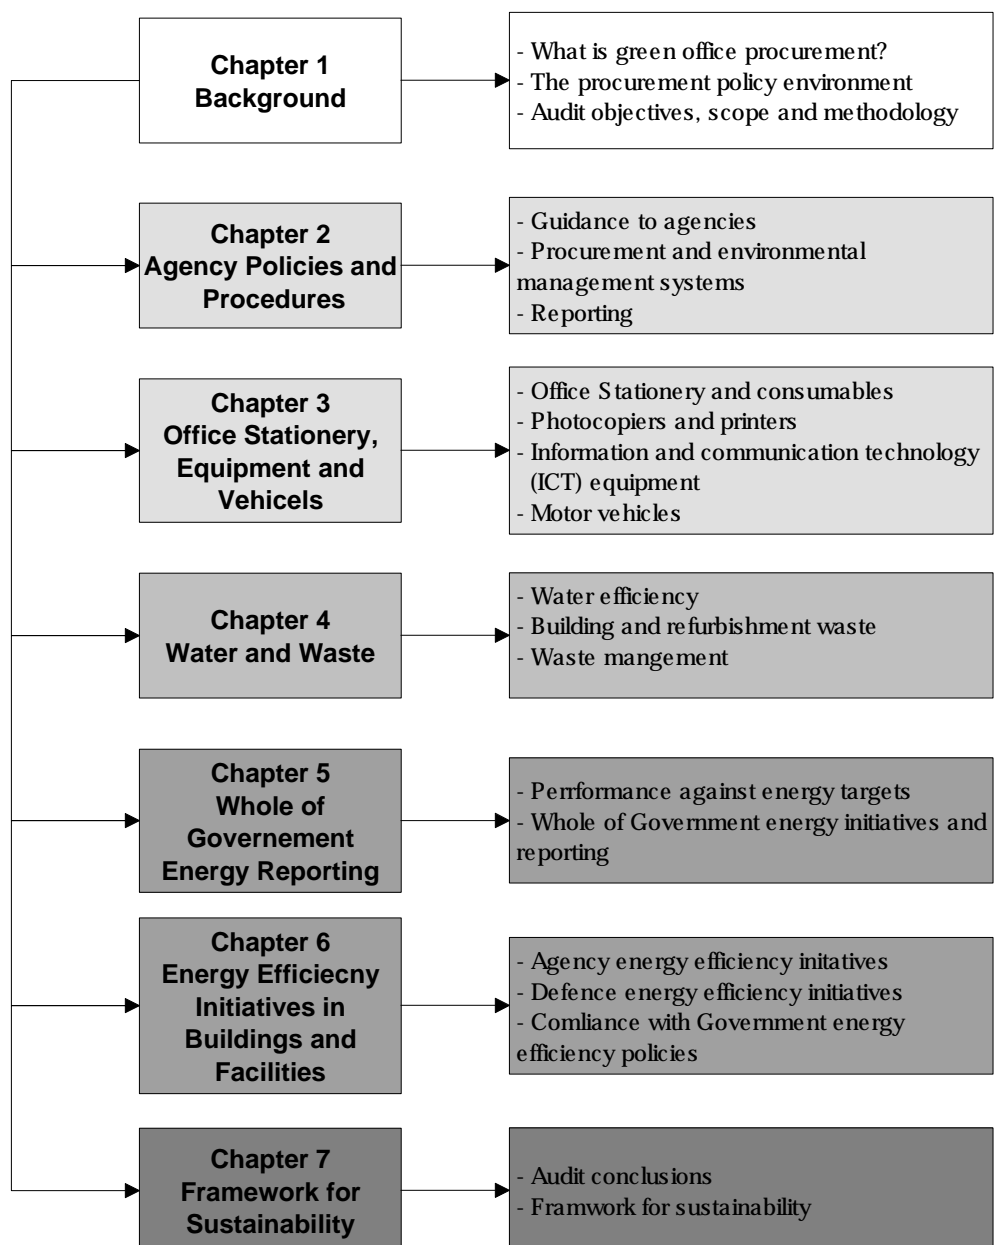 Chapter 1
Background
- What is green office procurement?
- The procurement policy environment
- Audit objectives, scope and methodology
Chapter 2
Agency Policies and
Procedures
- Guidance to agencies
- Procurement and environmental
management systems
- Reporting
Chapter 3
Office Stationery,
Equipment and
Vehicels
- Office Stationery and consumables
- Photocopiers and printers
- Information and communication technology
(ICT) equipment
- Motor vehicles
Chapter 4
Water and Waste
- Water efficiency
- Building and refurbishment waste
- Waste mangement
Chapter 5
Whole of
Governement
Energy Reporting
- Perrformance against energy targets
- Whole of Government energy initiatives and
reporting
Chapter 6
Energy Efficiecny
Initiatives in
Buildings and
Facilities
- Agency energy efficiency initatives
- Defence energy efficiency initiatives
- Comliance with Government energy
efficiency policies
Chapter 7
Framework for
Sustainability
- Audit conclusions
- Framwork for sustainability